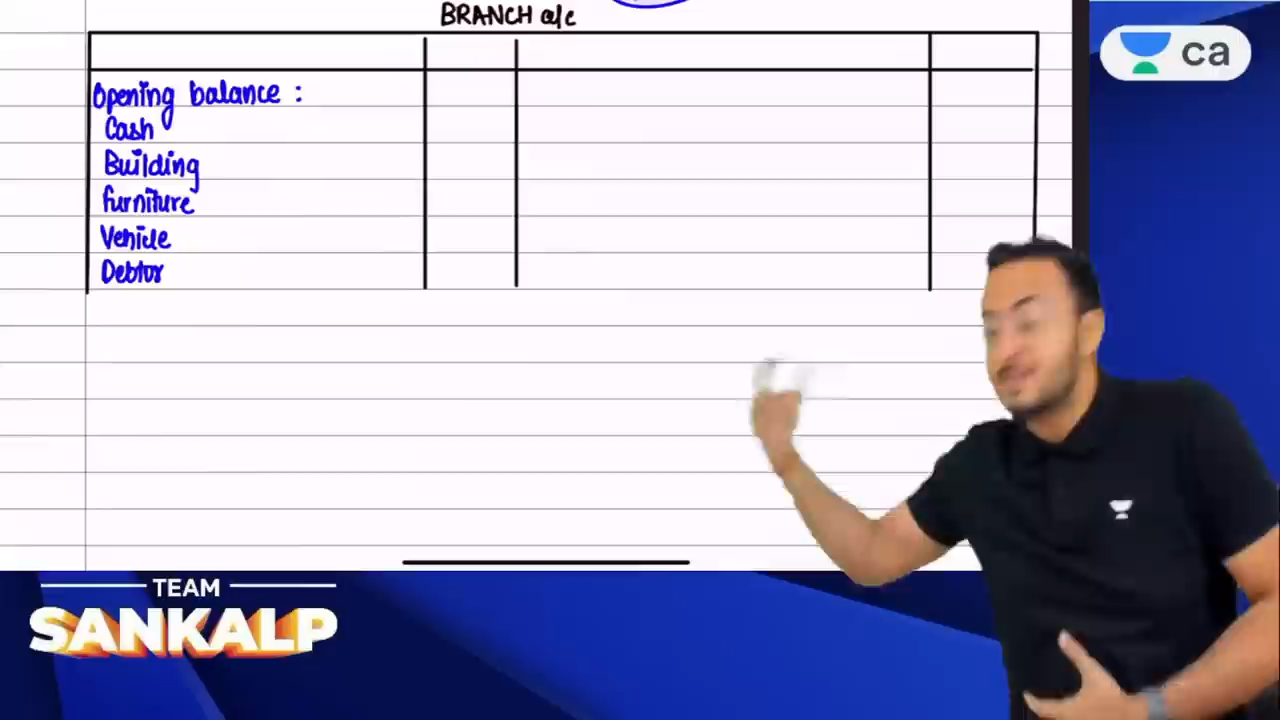 BRANCH a/c
ca
Opening balance :
Cash
Building
furniture
Vehicle
Debtor
TEAM
SANKALP